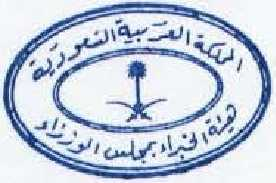 المملكة العربية السعودية
هيئة الخبراء بمجلس الوزراء